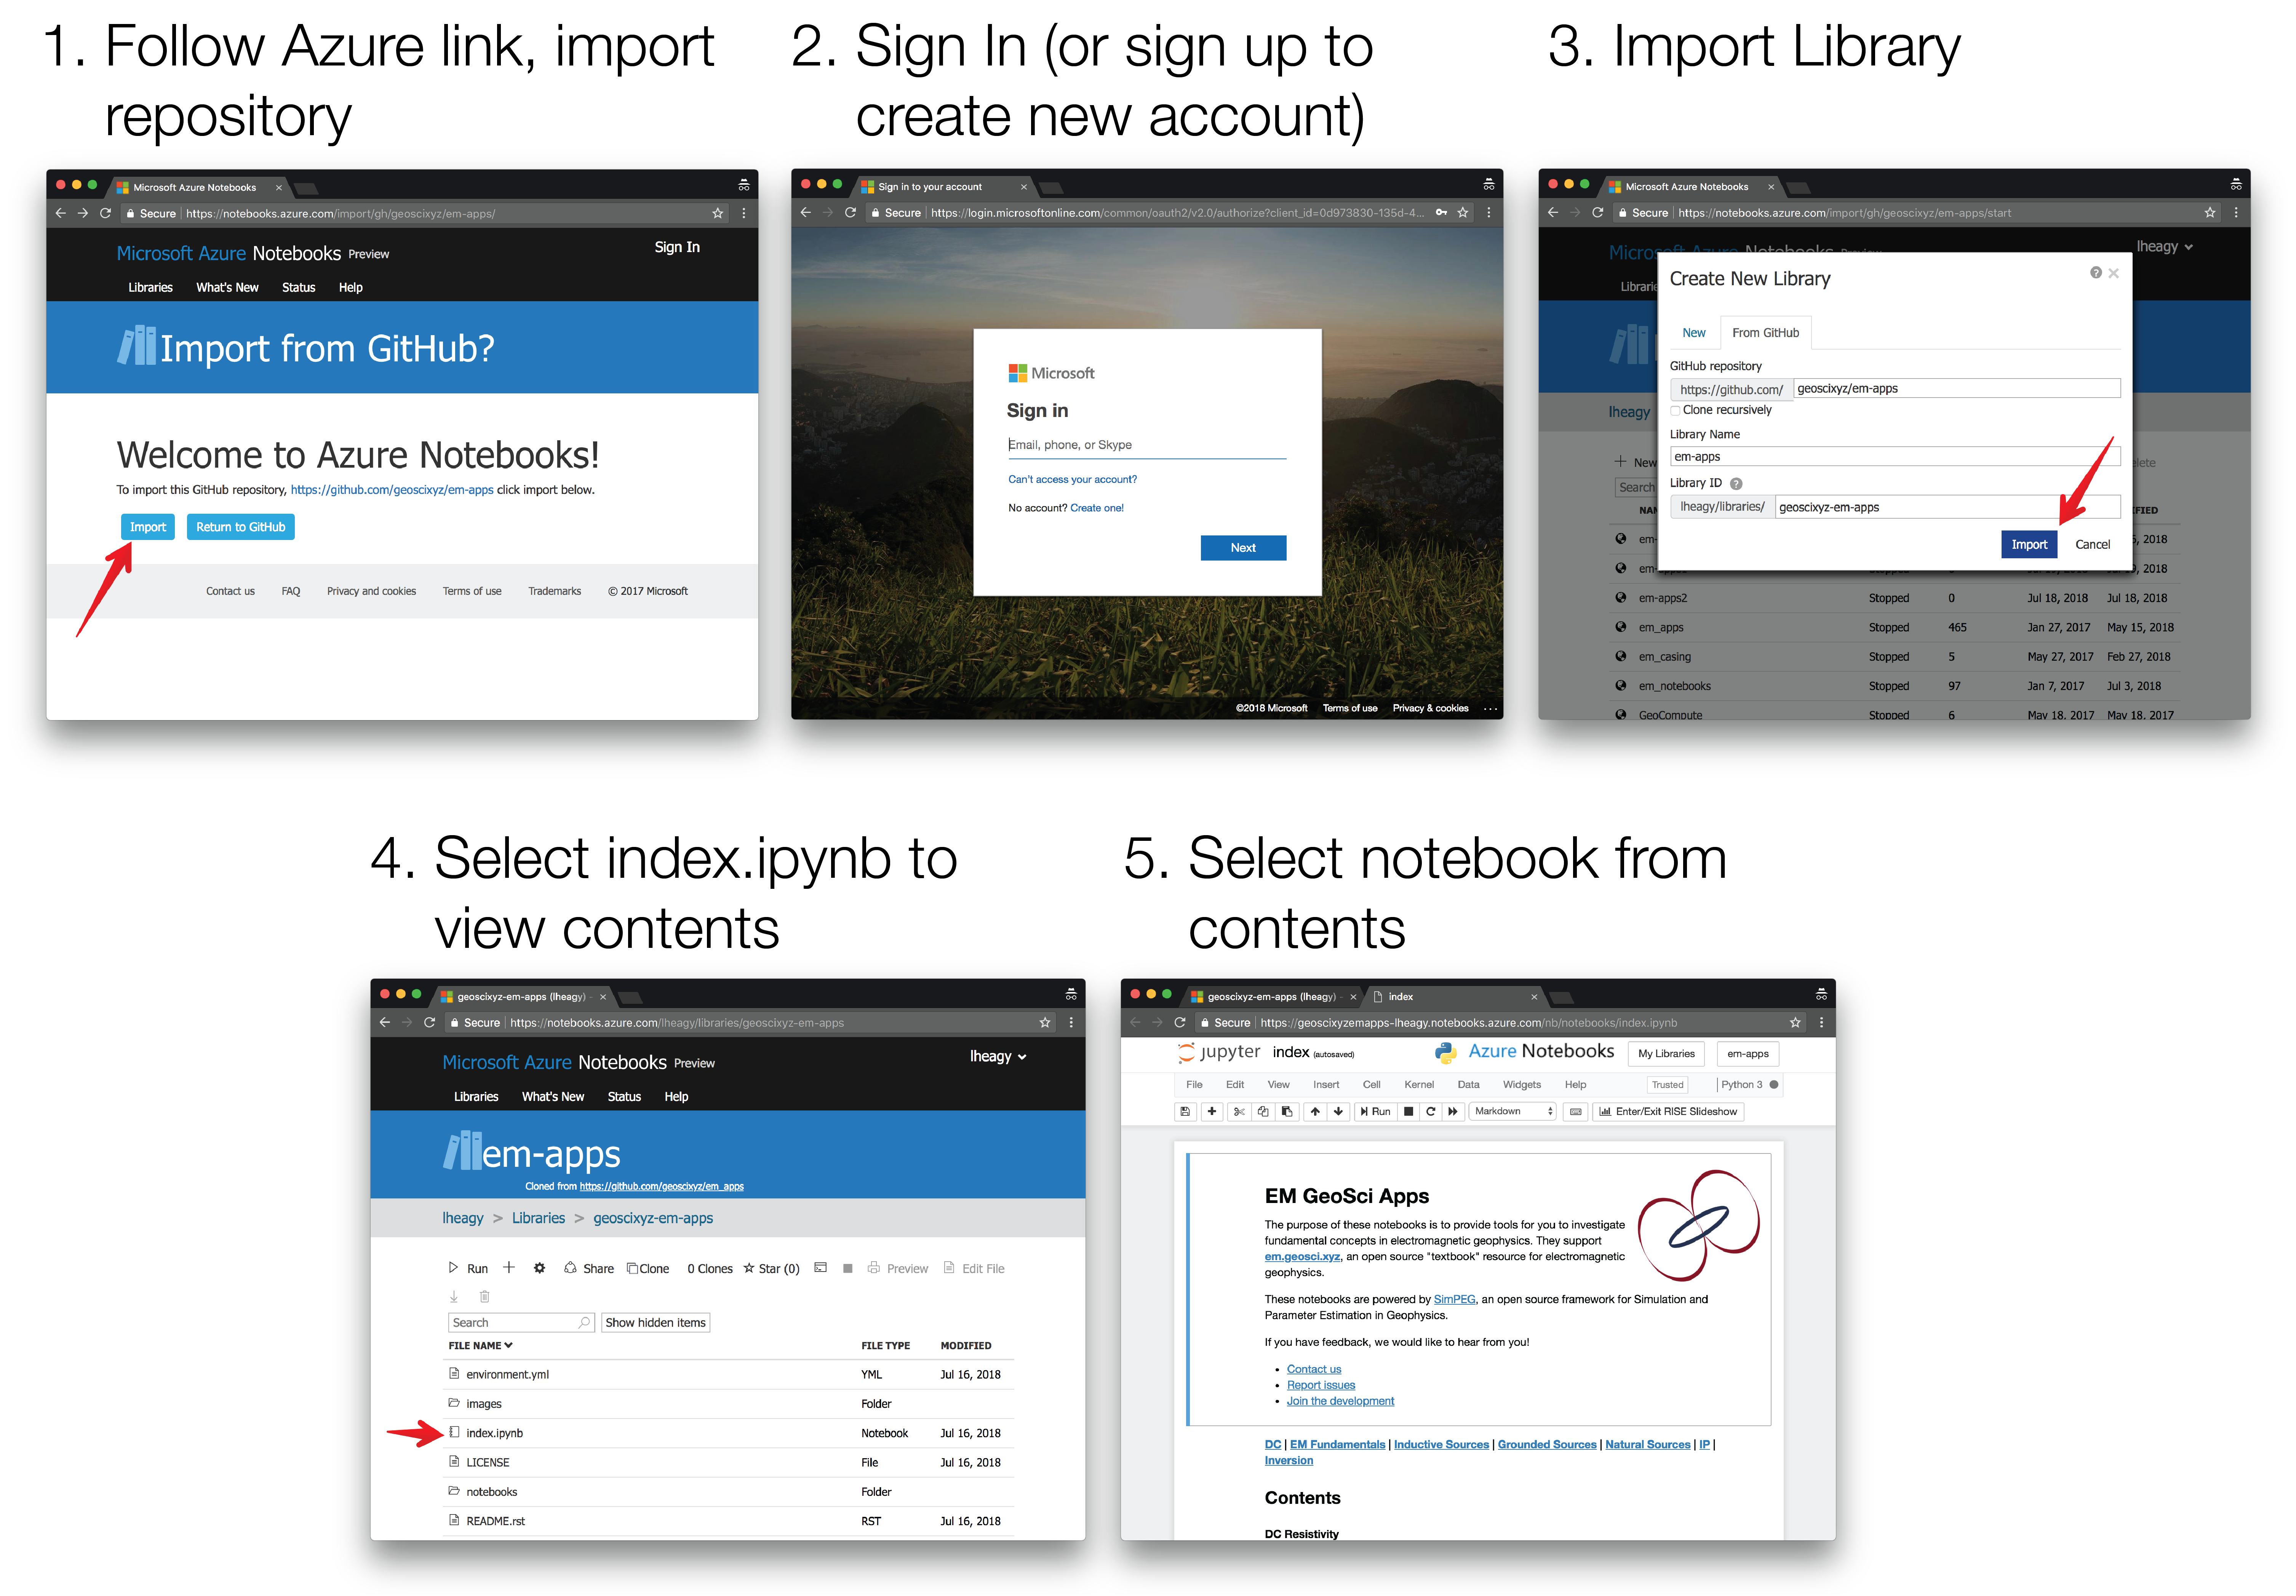 1. Follow Azure link, import
repository
Microsoft Azure Notebooks
Secure https://notebooks.azure.com/import/gh/geoscixyz/em-apps/
Microsoft Azure Notebooks Preview
Sign In
Libraries What's New Status Help
Import from GitHub?
Welcome to Azure Notebooks!
To import this GitHub repository, https://github.com/geoscixyz/em-apps click import below.
Import Return to GitHub
Contact us FAQ Privacy and cookies Terms of use Trademarks © 2017 Microsoft
2. Sign In (or sign up to
create new account)
Sign in to your account
Secure https://login.microsoftonline.com/common/oauth2/v2.0/authorize?client_id=0d973830-135d-4...
Microsoft
Sign in
Email, phone, or Skype
Can't access your account?
No account? Create one!
Next
©2018 Microsoft Terms of use Privacy & cookies ...
3. Import Library
Microsoft Azure Notebooks
Secure https://notebooks.azure.com/import/gh/geoscixyz/em-apps/start
Microsoft Azure Notebooks Preview
lheagy
Create New Library
New From GitHub
GitHub repository
https://github.com/ geoscixyz/em-apps
Clone recursively
lheagy
Library Name
em-apps
New
Library ID
Search
lheagy/libraries/ geoscixyz-em-apps
Import Cancel
em-apps2 Stopped 0 Jul 18, 2018 Jul 18, 2018
em_apps Stopped 465 Jan 27, 2017 May 15, 2018
em_casing Stopped 5 May 27, 2017 Feb 27, 2018
em_notebooks Stopped 97 Jan 7, 2017 Jul 3, 2018
GeoCompute Stopped 6 May 18, 2017 May 18, 2017
4. Select index.ipynb to
view contents
geoscixyz-em-apps (lheagy) -
Secure https://notebooks.azure.com/lheagy/libraries/geoscixyz-em-apps
Microsoft Azure Notebooks Preview
lheagy
Libraries What's New Status Help
em-apps
Cloned from https://github.com/geoscixyz/em_apps
lheagy > Libraries > geoscixyz-em-apps
Run + Share Clone 0 Clones Star (0) Preview Edit File
Search Show hidden items
FILE NAME FILE TYPE MODIFIED
environment.yml YML Jul 16, 2018
images Folder
index.ipynb Notebook Jul 16, 2018
LICENSE File Jul 16, 2018
notebooks Folder
README.rst RST Jul 16, 2018
5. Select notebook from
contents
geoscixyz-em-apps (lheagy) - index
Secure https://geoscixyzemapps-lheagy.notebooks.azure.com/nb/notebooks/index.ipynb
jupyter index (autosaved) Azure Notebooks My Libraries em-apps
File Edit View Insert Cell Kernel Data Widgets Help Trusted Python 3
Run Markdown Enter/Exit RISE Slideshow
EM GeoSci Apps
The purpose of these notebooks is to provide tools for you to investigate
fundamental concepts in electromagnetic geophysics. They support
em.geosci.xyz, an open source "textbook" resource for electromagnetic
geophysics.
These notebooks are powered by SimPEG, an open source framework for Simulation and
Parameter Estimation in Geophysics.
If you have feedback, we would like to hear from you!
• Contact us
• Report issues
• Join the development
DC | EM Fundamentals | Inductive Sources | Grounded Sources | Natural Sources | IP |
Inversion
Contents
DC Resistivity